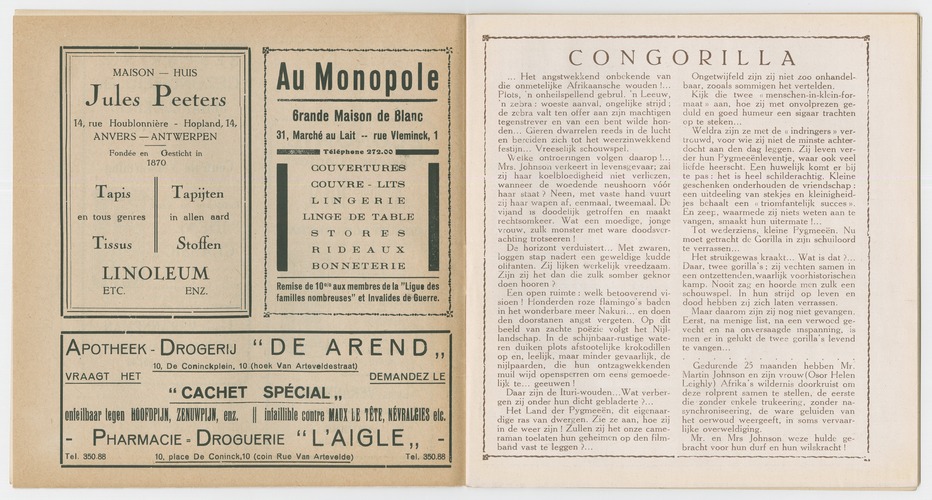 MAISON — HUIS
Jules Peeters
14, rue Houblonnière - Hopland, 14,
ANVERS — ANTWERPEN
Fondée en Gesticht in
1870
Tapis
en tous genres
Tissus
Tapijten
in allen aard
Stoffen
LINOLEUM
ETC. ENZ.
Au Monopole
Grande Maison de Blanc
31, Marché au Lait -- rue Vleminck, 1
Téléphone 272.00
COUVERTURES
COUVRE - LITS
LINGERIE
LINGE DE TABLE
STORES
RIDEAUX
BONNETERIE
Remise de 10% aux membres de la "Ligue des
familles nombreuses" et Invalides de Guerre.
APOTHEEK - DROGERIJ "DE AREND„
10, De Coninckplein, 10 (hoek Van Arteveldestraat)
VRAAGT HET DEMANDEZ LE
"CACHET SPÉCIAL„
onfeilbaar tegen HOOFDPIJN, ZENUWPIJN, enz. || infaillible contre MAUX DE TÊTE, NÉVRALGIES etc.
- PHARMACIE - DROGUERIE "L'AIGLE„ -
Tel. 350.88 10, place De Coninck,10 (coin Rue Van Artevelde) Tel. 350.88
CONGORILLA
... Het angstwekkend onbekende van
die onmetelijke Afrikaansche wouden !...
Plots, 'n onheilspellend gebrul. 'n Leeuw,
'n zebra : woeste aanval, ongelijke strijd ;
de zebra valt ten offer aan zijn machtigen
tegenstrever en van een bent wilde hon-
den... Gieren dwarrelen reeds in de lucht
en bereiden zich tot het weerzinwekkend
festijn... Vreeselijk schouwspel.
Welke ontroeringen volgen daarop !...
Mrs. Johnson verkeert in levensgevaar; zal
zij haar koelbloedigheid niet verliezen,
wanneer de woedende neushoorn vóór
haar staat ? Neen, met vaste hand vuurt
zij haar wapen af, eenmaal, tweemaal. De
vijand is doodelijk getroffen en maakt
rechtsomkeer. Wat een moedige, jonge
vrouw, zulk monster met ware doodsver-
achting trotseeren !
De horizont verduistert... Met zwaren,
loggen stap nadert een geweldige kudde
olifanten. Zij lijken werkelijk vreedzaam.
Zijn zij het dan die zulk somber geknor
doen hooren ?
Een open ruimte : welk betooverend vi-
sioen ! Honderden roze flamingo's baden
in het wonderbare meer Nakuri... en doen
den doorstanen angst vergeten. Op dit
beeld van zachte poëzie volgt het Nijl-
landschap. In de schijnbaar-rustige wate-
ren duiken plots afstootelijke krokodillen
op en, leelijk, maar minder gevaarlijk, de
nijlpaarden, die hun ontzagwekkenden
muil wijd opensperren om eens gemoede-
lijk te... geeuwen !
Daar zijn de Ituri-wouden...Wat verber-
gen zij onder hun dicht gebladerte ?...
Het Land der Pygmeeën, dit eigenaar-
dige ras van dwergen. Zie ze aan, hoe zij
in de weer zijn ! Zullen zij het onze came-
raman toelaten hun geheimen op den film-
band vast te leggen ?...
Ongetwijfeld zijn zij niet zoo onhandel-
baar, zooals sommigen het vertelden.
Kijk die twee « menschen-in-klein-for-
maat » aan, hoe zij met onvolprezen ge-
duld en goed humeur een sigaar trachten
op te steken...
Weldra zijn ze met de « indringers » ver-
trouwd, voor wie zij niet de minste achter-
docht aan den dag leggen. Zij leven ver-
der hun Pygmeeënleventje, waar ook veel
liefde heerscht. Een huwelijk komt er bij
te pas : het is heel schilderachtig. Kleine
geschenken onderhouden de vriendschap :
een uitdeeling van stekjes en kleinigheid-
jes behaalt een « triomfantelijk succes ».
En zeep, waarmede zij niets weten aan te
vangen, smaakt hun uitermate !...
Tot wederziens, kleine Pygmeeën. Nu
moet getracht de Gorilla in zijn schuiloord
te verrassen...
Het struikgewas kraakt... Wat is dat ?...
Daar, twee gorilla's ; zij vechten samen in
een ontzettenden,waarlijk voorhistorischen
kamp. Nooit zag en hoorde men zulk een
schouwspel. In hun strijd op leven en
dood hebben zij zich laten verrassen.
Maar daarom zijn zij nog niet gevangen.
Eerst, na menige list, na een verwoed ge-
vecht en na onversaagde inspanning, is
men er in gelukt de twee gorilla's levend
te vangen...
Gedurende 25 maanden hebben Mr.
Martin Johnson en zijn vrouw (Osor Helen
Leighly) Afrika's wildernis doorkruist om
deze rolprent samen te stellen, de eerste
die zonder enkele trukeering, zonder na-
synchroniseering, de ware geluiden van
het oerwoud weergeeft, in soms vervaar-
lijke overweldiging.
Mr. en Mrs Johnson weze hulde ge-
bracht voor hun durf en hun wilskracht !